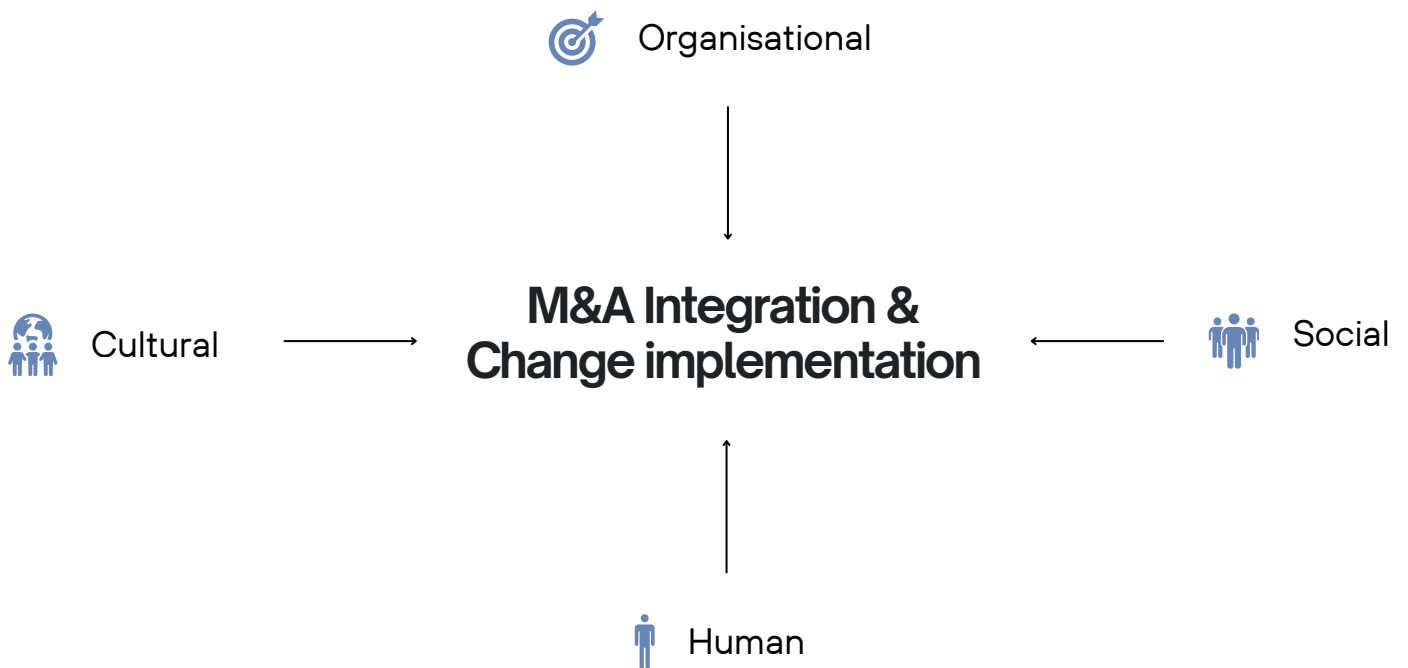 Organisational
M&A Integration &
Change implementation
Cultural
Social
Human